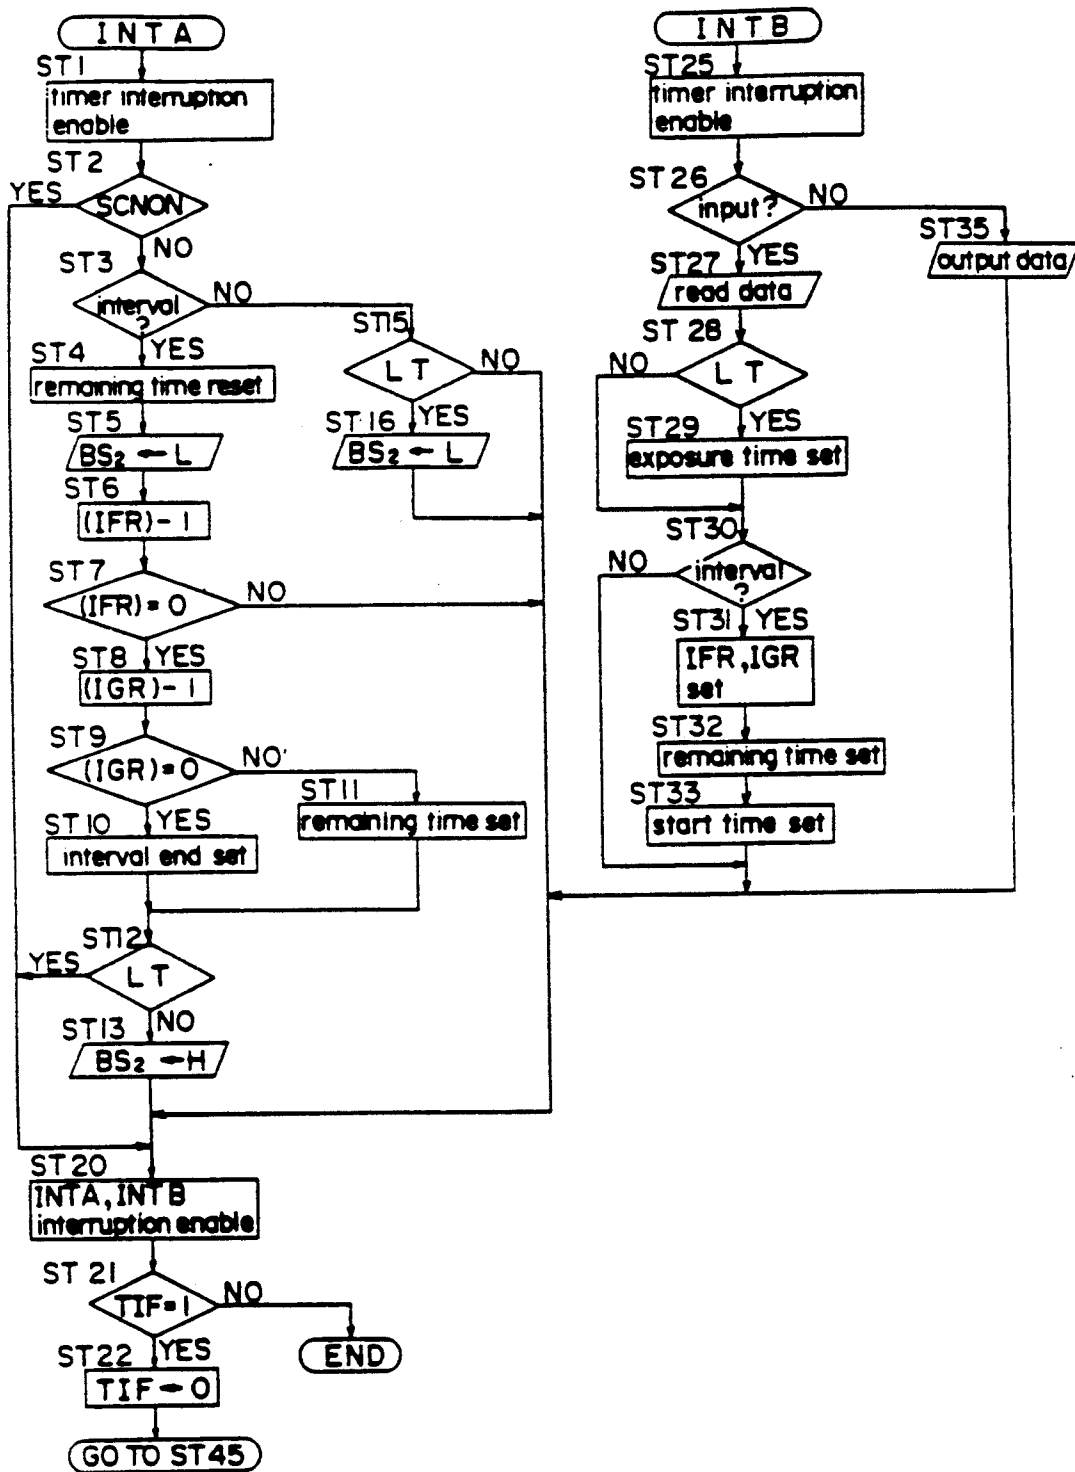 INTA
ST1
timer interruption
enable
ST2
YES
SCNON
NO
ST3
interval
?
NO
YES
ST4
remaining time reset
ST15
LT
NO
YES
ST16
BS2 ← L
ST5
BS2 ← L
ST6
(IFR)-1
ST7
(IFR)=0
NO
YES
ST8
(IGR)-1
ST9
(IGR)=0
NO
YES
ST11
remaining time set
ST10
interval end set
ST12
YES
LT
NO
ST13
BS2 ← H
ST20
INTA, INTB
interruption enable
ST21
TIF=1
NO
END
YES
ST22
TIF ← 0
GO TO ST45
INTB
ST25
timer interruption
enable
ST26
input?
NO
ST35
output data
YES
ST27
read data
ST28
NO
LT
YES
ST29
exposure time set
ST30
NO
interval
?
YES
ST31
IFR, IGR
set
ST32
remaining time set
ST33
start time set